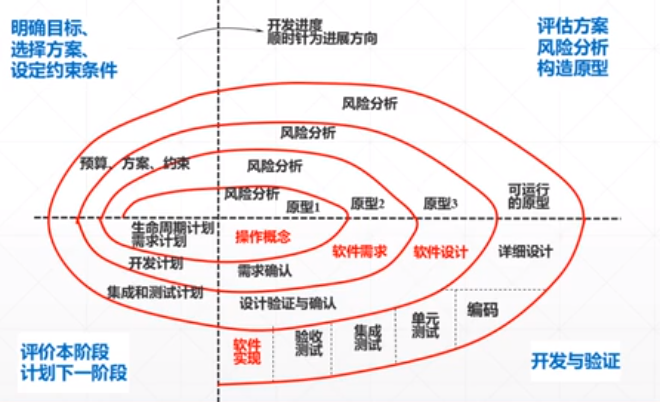 明确目标、
选择方案、
设定约束条件
开发进度
顺时针为进展方向
评估方案
风险分析
构造原型
风险分析
风险分析
预算、方案、约束
风险分析
风险分析
原型1
原型2
原型3
可运行
的原型
生命周期计划
需求计划
操作概念
软件需求
软件设计
详细设计
开发计划
需求确认
集成和测试计划
设计验证与确认
编码
单元
测试
集成
测试
验收
测试
软件
实现
评价本阶段
计划下一阶段
开发与验证